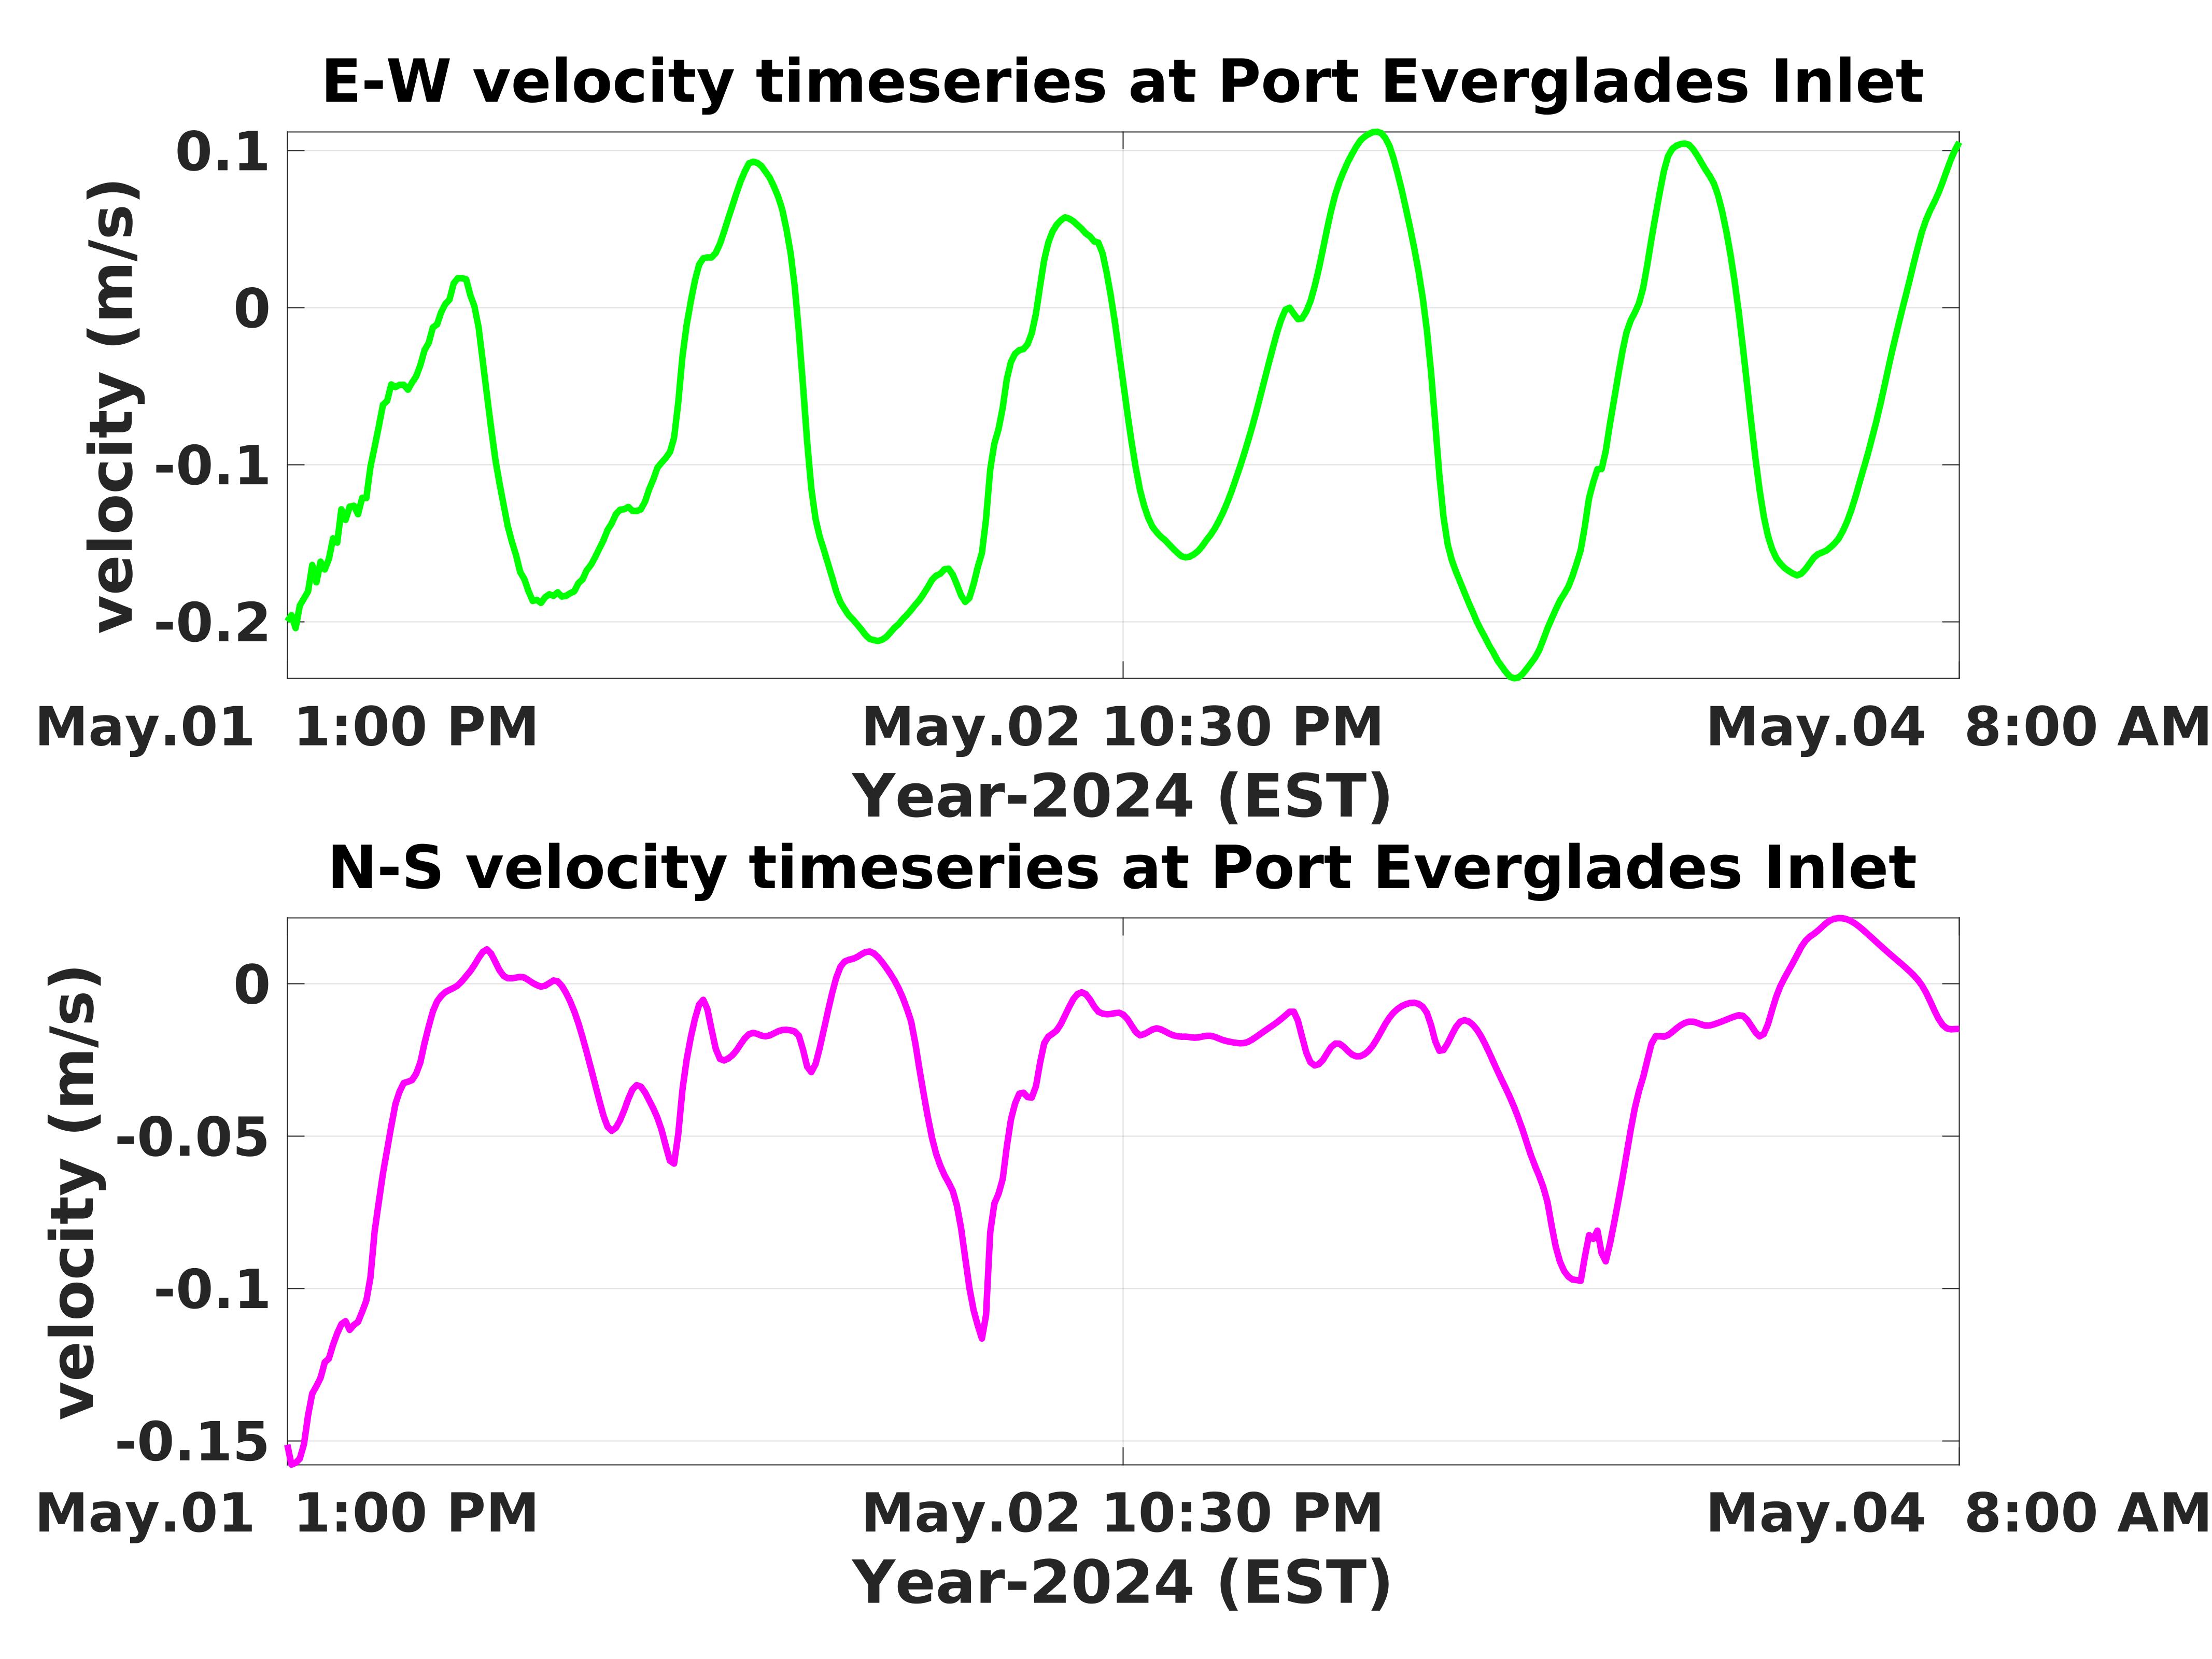 E-W velocity timeseries at Port Everglades Inlet
velocity (m/s)
0.1
0
-0.1
-0.2
May.01  1:00 PM
May.02 10:30 PM
May.04  8:00 AM
Year-2024 (EST)
N-S velocity timeseries at Port Everglades Inlet
velocity (m/s)
0
-0.05
-0.1
-0.15
May.01  1:00 PM
May.02 10:30 PM
May.04  8:00 AM
Year-2024 (EST)